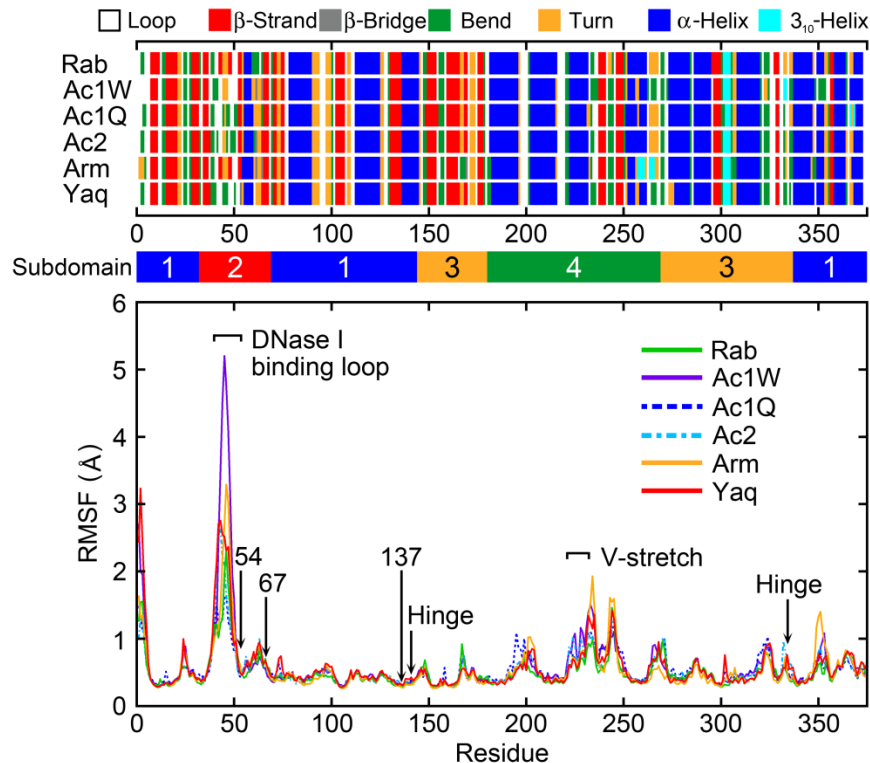 Loop β-Strand β-Bridge Bend Turn α-Helix 3₁₀-Helix
Rab
Ac1W
Ac1Q
Ac2
Arm
Yaq
0 50 100 150 200 250 300 350
Subdomain 1 2 1 3 4 3 1
6
5
4
3
2
1
0
RMSF (Å)
DNase I
binding loop
Rab
Ac1W
Ac1Q
Ac2
Arm
Yaq
54
67
137
Hinge
V-stretch
Hinge
0 50 100 150 200 250 300 350
Residue